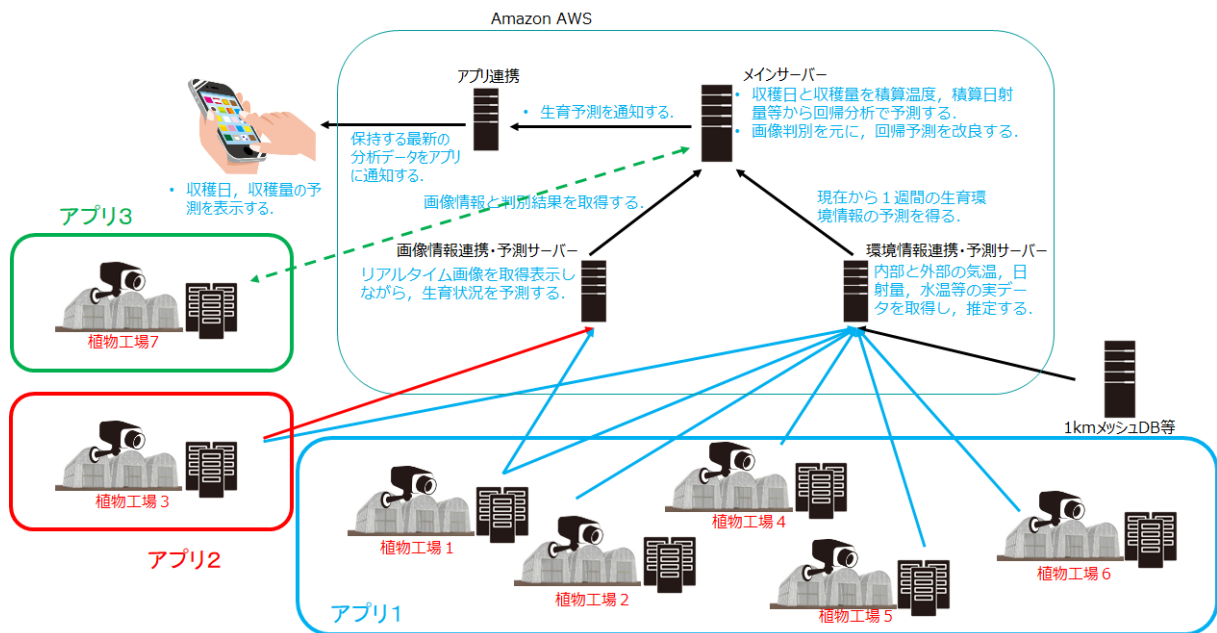 Amazon AWS
アプリ連携
メインサーバー
• 収穫日と収穫量を積算温度，積算日射
量等から回帰分析で予測する．
• 画像判別を元に，回帰予測を改良する．
• 生育予測を通知する．
保持する最新の
分析データをアプリ
に通知する．
• 収穫日，収穫量の予
測を表示する．
画像情報と判別結果を取得する．
現在から１週間の生育環
境情報の予測を得る．
アプリ3
画像情報連携・予測サーバー
リアルタイム画像を取得表示し
ながら，生育状況を予測する．
環境情報連携・予測サーバー
内部と外部の気温，日
射量，水温等の実デー
タを取得し，推定する．
植物工場7
1kmメッシュDB等
植物工場３
アプリ2
植物工場１
植物工場２
植物工場４
植物工場５
植物工場６
アプリ1